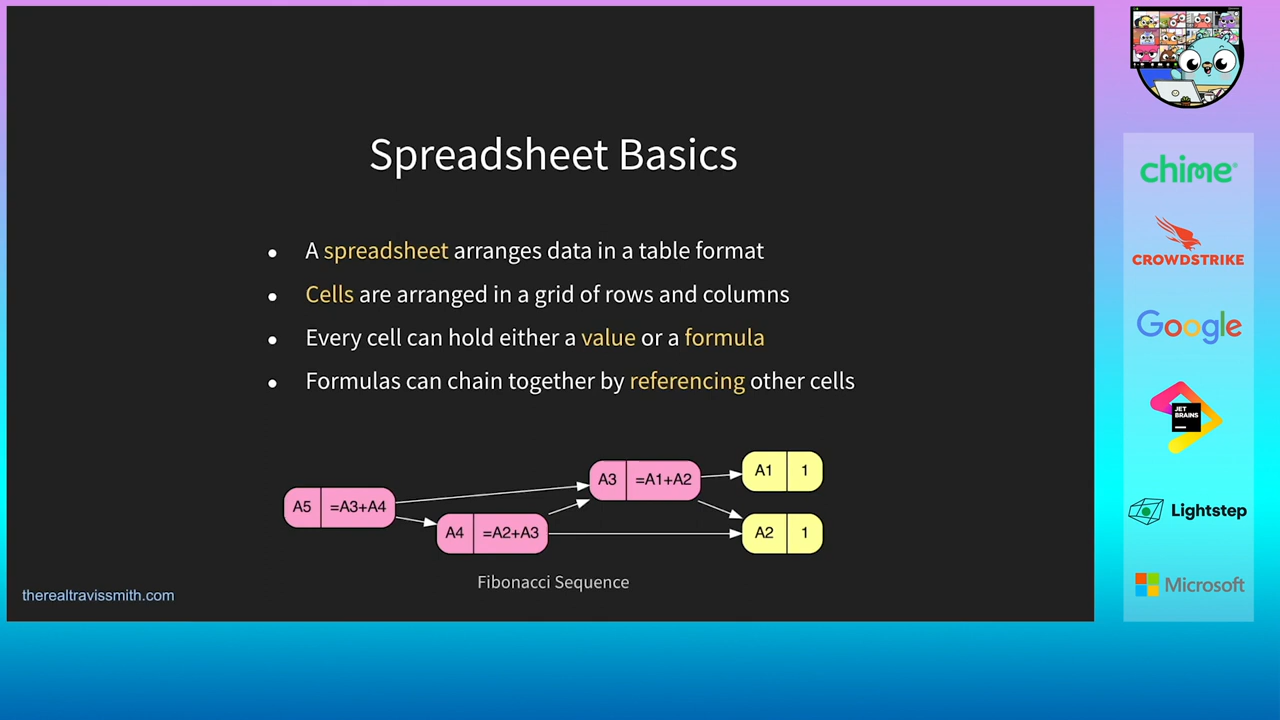 Spreadsheet Basics
A spreadsheet arranges data in a table format
Cells are arranged in a grid of rows and columns
Every cell can hold either a value or a formula
Formulas can chain together by referencing other cells
A5 =A3+A4
A4 =A2+A3
A3 =A1+A2
A1 1
A2 1
Fibonacci Sequence
therealtravissmith.com
chime®
CROWDSTRIKE
Google
JET
BRAINS
Lightstep
Microsoft